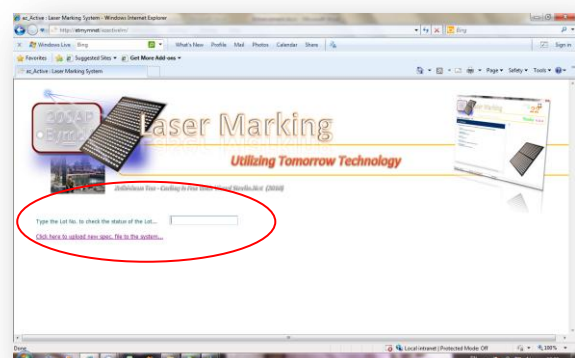 ec_Active : Laser Marking System - Windows Internet Explorer
Bing
Windows Live Bing What's New Profile Mail Photos Calendar Share Sign in
Favorites Suggested Sites Get More Add-ons
ec_Active : Laser Marking System Page Safety Tools
Laser Marking
Utilizing Tomorrow Technology
Type the Lot No. to check the status of the Lot...
Click here to upload new spec. file to the system...
Done Local intranet | Protected Mode: Off 100%